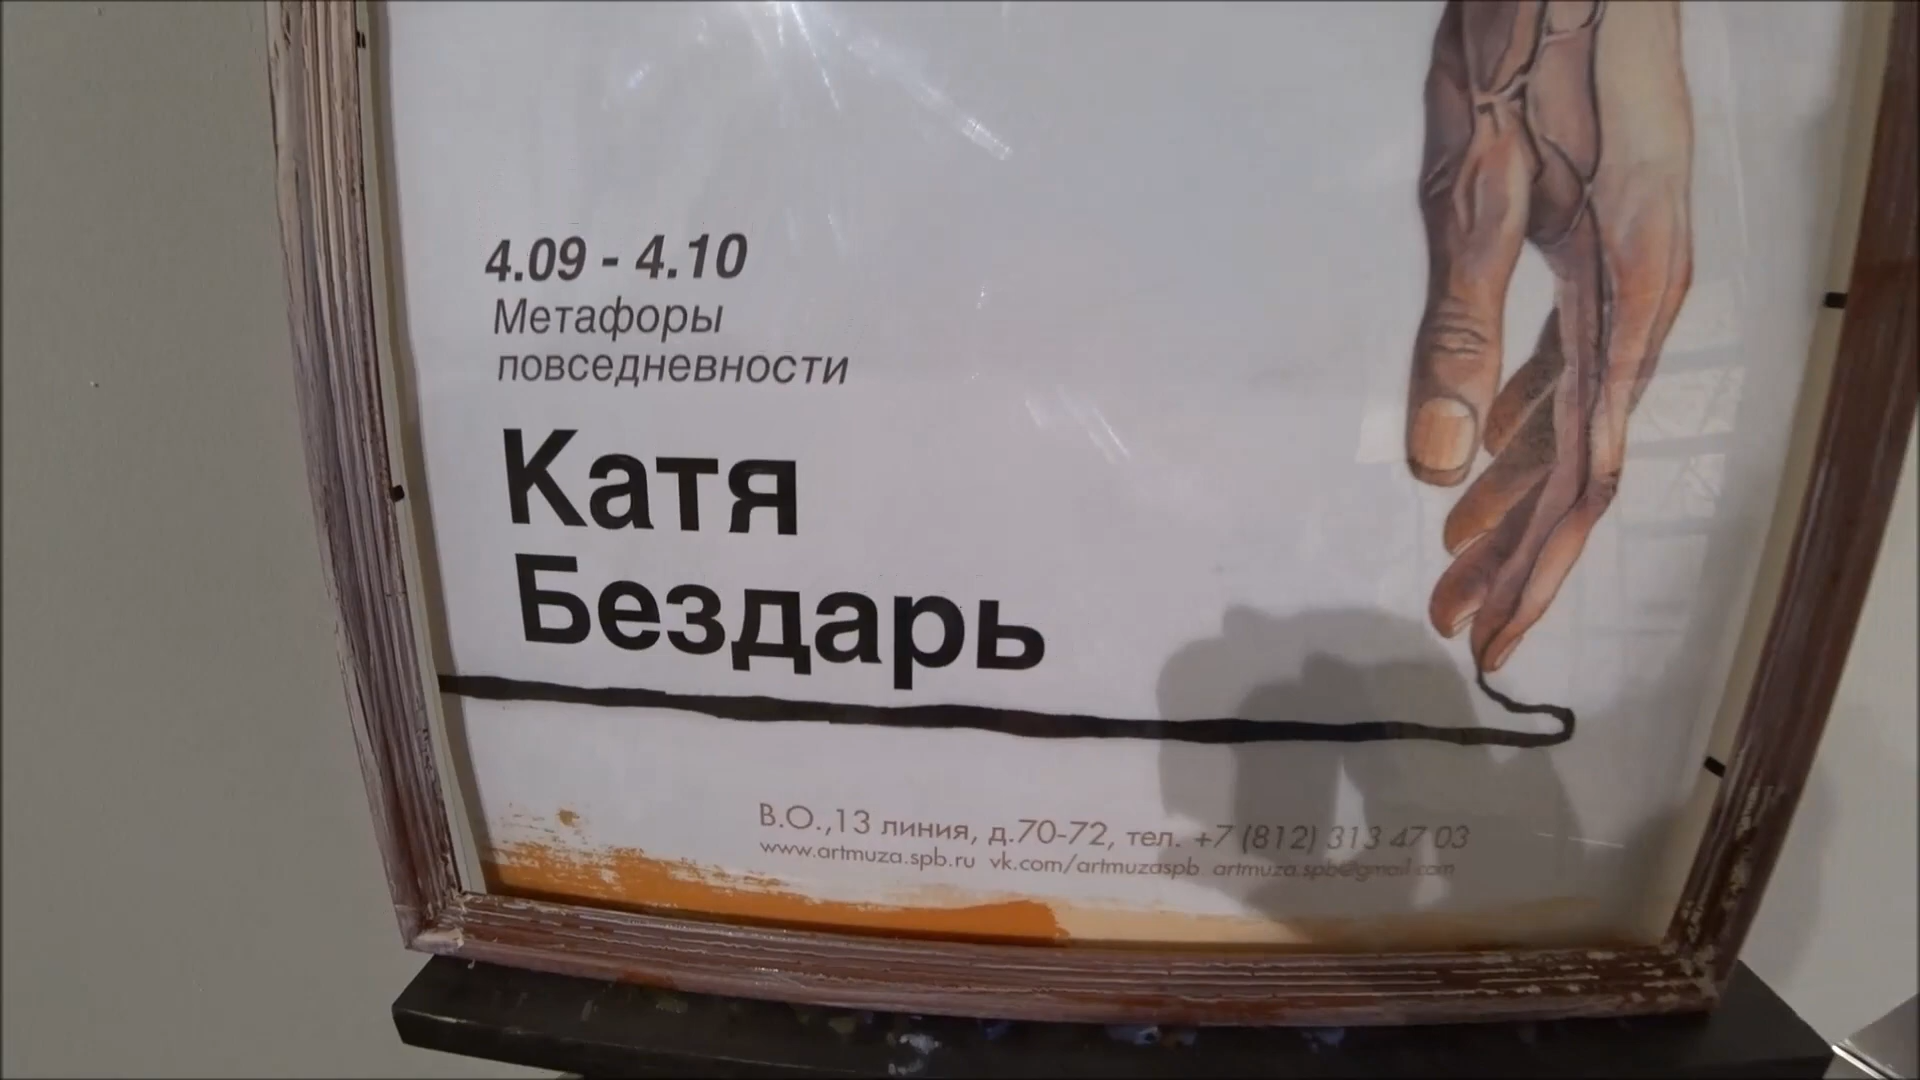 4.09 - 4.10
Метафоры
повседневности
Катя
Бездарь
В.О.,13 линия, д.70-72, тел. +7 (812) 313 47 03
www.artmuza.spb.ru vk.com/artmuzaspb artmuza.spb@gmail.com